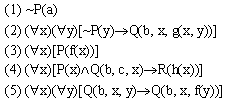 (1) ~P(a)
(2) (∀x)(∀y)[~P(y)→Q(b, x, g(x, y))]
(3) (∀x)[P(f(x))]
(4) (∀x)[P(x)∧Q(b, c, x)→R(h(x))]
(5) (∀x)(∀y)[Q(b, x, y)→Q(b, x, f(y))]